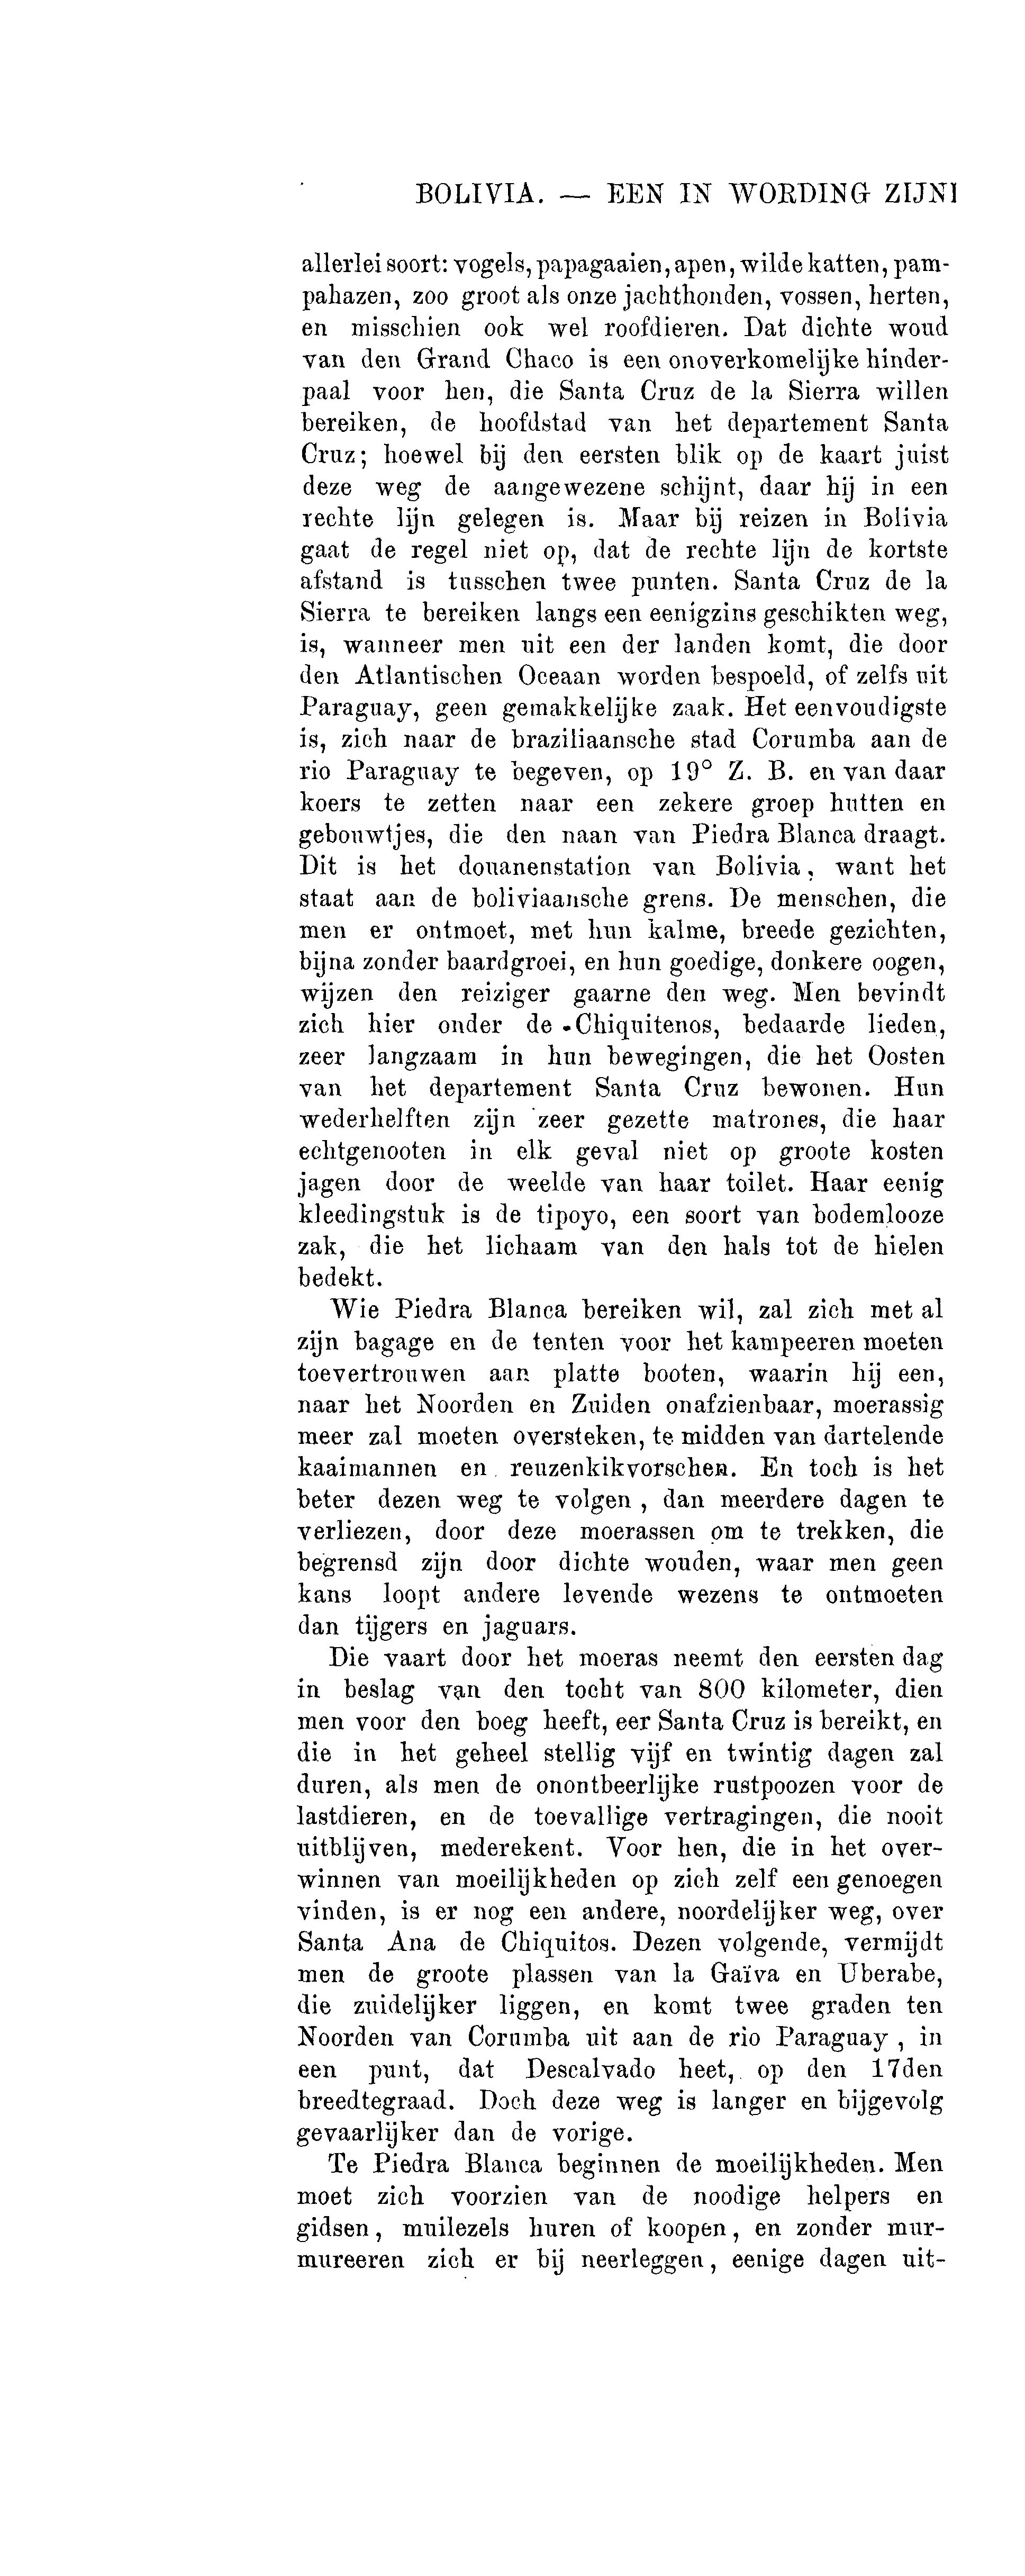 BOLIVIA. — EEN IN WORDING ZIJN
allerlei soort: vogels, papagaaien, apen, wilde katten, pam-
pahazen, zoo groot als onze jachthonden, vossen, herten,
en misschien ook wel roofdieren. Dat dichte woud
van den Grand Chaco is een onoverkomelijke hinder-
paal voor hen, die Santa Cruz de la Sierra willen
bereiken, de hoofdstad van het departement Santa
Cruz; hoewel bij den eersten blik op de kaart juist
deze weg de aangewezene schijnt, daar hij in een
rechte lijn gelegen is. Maar bij reizen in Bolivia
gaat de regel niet op, dat de rechte lijn de kortste
afstand is tusschen twee punten. Santa Cruz de la
Sierra te bereiken langs een eenigzins geschikten weg,
is, wanneer men uit een der landen komt, die door
den Atlantischen Oceaan worden bespoeld, of zelfs uit
Paraguay, geen gemakkelijke zaak. Het eenvoudigste
is, zich naar de braziliaansche stad Corumba aan de
rio Paraguay te begeven, op 19° Z. B. en van daar
koers te zetten naar een zekere groep hutten en
gebouwtjes, die den naan van Piedra Blanca draagt.
Dit is het douanenstation van Bolivia, want het
staat aan de boliviaansche grens. De menschen, die
men er ontmoet, met hun kalme, breede gezichten,
bijna zonder baardgroei, en hun goedige, donkere oogen,
wijzen den reiziger gaarne den weg. Men bevindt
zich hier onder de Chiquitenos, bedaarde lieden,
zeer langzaam in hun bewegingen, die het Oosten
van het departement Santa Cruz bewonen. Hun
wederhelften zijn zeer gezette matrones, die haar
echtgenooten in elk geval niet op groote kosten
jagen door de weelde van haar toilet. Haar eenig
kleedingstuk is de tipoyo, een soort van bodemlooze
zak, die het lichaam van den hals tot de hielen
bedekt.
Wie Piedra Blanca bereiken wil, zal zich met al
zijn bagage en de tenten voor het kampeeren moeten
toevertrouwen aan platte booten, waarin hij een,
naar het Noorden en Zuiden onafzienbaar, moerassig
meer zal moeten oversteken, te midden van dartelende
kaaimannen en reuzenkikvorschen. En toch is het
beter dezen weg te volgen, dan meerdere dagen te
verliezen, door deze moerassen om te trekken, die
begrensd zijn door dichte wouden, waar men geen
kans loopt andere levende wezens te ontmoeten
dan tijgers en jaguars.
Die vaart door het moeras neemt den eersten dag
in beslag van den tocht van 800 kilometer, dien
men voor den boeg heeft, eer Santa Cruz is bereikt, en
die in het geheel stellig vijf en twintig dagen zal
duren, als men de onontbeerlijke rustpoozen voor de
lastdieren, en de toevallige vertragingen, die nooit
uitblijven, mederekent. Voor hen, die in het over-
winnen van moeilijkheden op zich zelf een genoegen
vinden, is er nog een andere, noordelijker weg, over
Santa Ana de Chiquitos. Dezen volgende, vermijdt
men de groote plassen van la Gaïva en Uberabe,
die zuidelijker liggen, en komt twee graden ten
Noorden van Corumba uit aan de rio Paraguay, in
een punt, dat Descalvado heet, op den 17den
breedtegraad. Doch deze weg is langer en bijgevolg
gevaarlijker dan de vorige.
Te Piedra Blanca beginnen de moeilijkheden. Men
moet zich voorzien van de noodige helpers en
gidsen, muilezels huren of koopen, en zonder mur-
mureeren zich er bij neerleggen, eenige dagen uit-